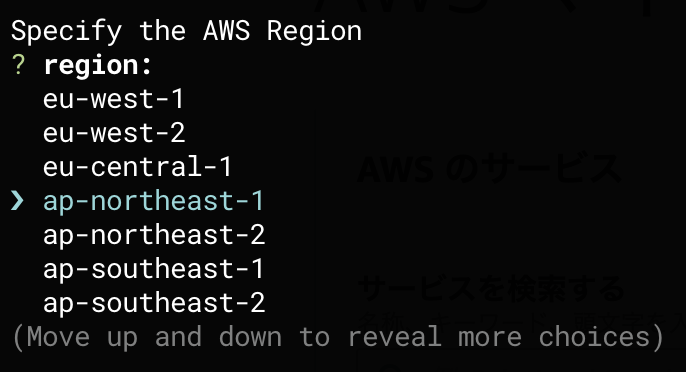 Specify the AWS Region
? region:
eu-west-1
eu-west-2
eu-central-1
❯ ap-northeast-1
ap-northeast-2
ap-southeast-1
ap-southeast-2
(Move up and down to reveal more choices)
AWS のサービス
サービスを検索する